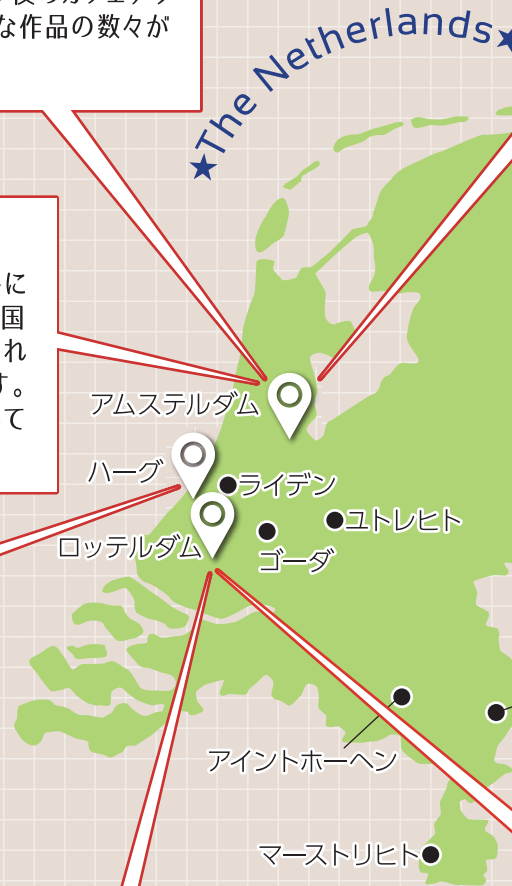 な作品の数々が
★The Netherlands★
に
国
れ
す。
て
アムステルダム
ハーグ
ライデン
ユトレヒト
ロッテルダム
ゴーダ
アイントホーヘン
マーストリヒト